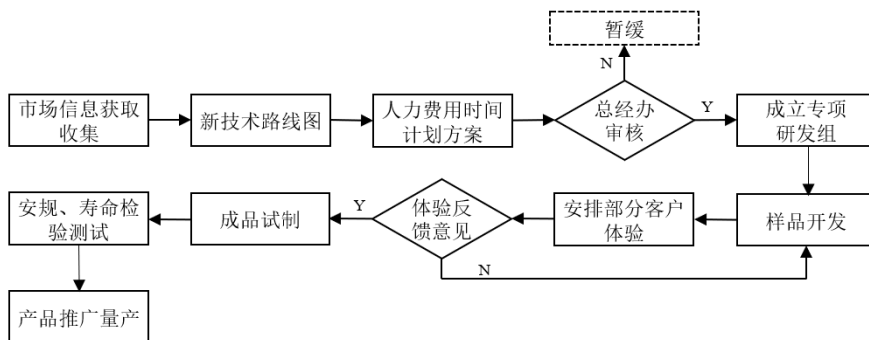 暂缓
N
市场信息获取
收集
新技术路线图
人力费用时间
计划方案
总经办
审核
Y
成立专项
研发组
安规、寿命检
验测试
成品试制
Y
体验反
馈意见
安排部分客户
体验
样品开发
N
产品推广量产